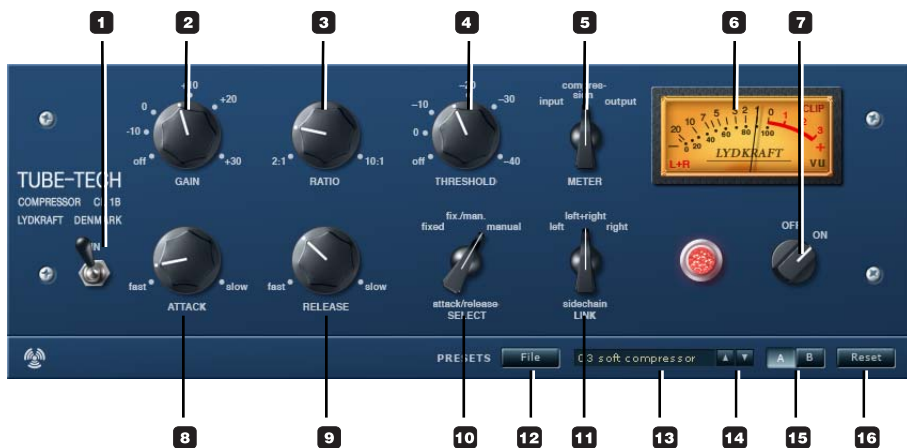 1 2 3 4 5 6 7
+10 -20 compres-
sion
0 +20 -10 -30 input output
-10 0
off +30 2:1 10:1 off -40
GAIN RATIO THRESHOLD METER
20 10 7 5 3 2 1 0 1 2 3 CLIP
0 20 40 60 80 100
- +
L+R LYDKRAFT VU
TUBE-TECH
COMPRESSOR CL 1B
LYDKRAFT DENMARK
IN
fix./man. left+right OFF
fixed manual left right ON
fast slow fast slow
ATTACK RELEASE
attack/release sidechain
SELECT LINK
PRESETS File 03 soft compressor A B Reset
8 9 10 11 12 13 14 15 16